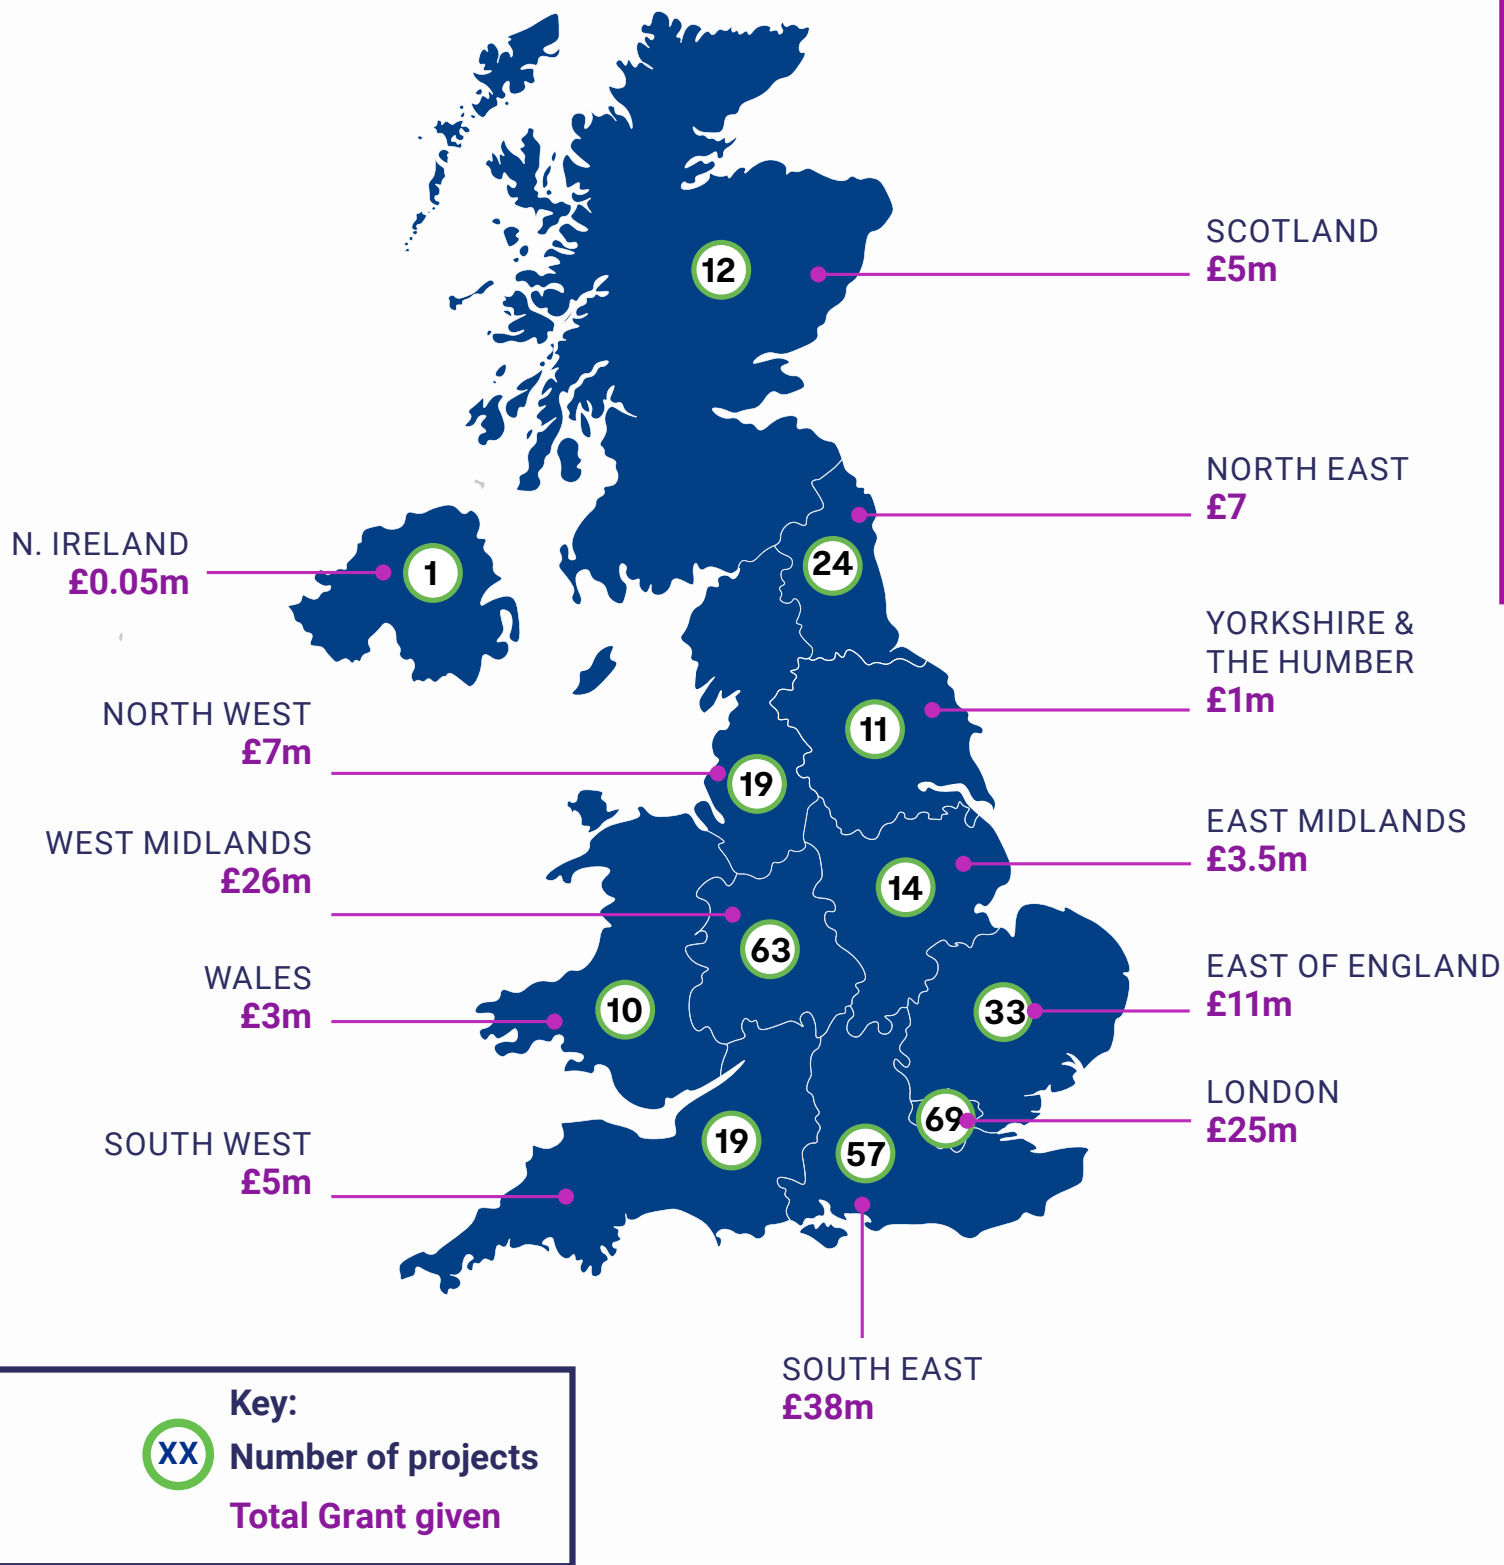 SCOTLAND
£5m
12
NORTH EAST
£7
24
N. IRELAND
£0.05m
1
YORKSHIRE &
THE HUMBER
£1m
11
NORTH WEST
£7m
19
EAST MIDLANDS
£3.5m
14
WEST MIDLANDS
£26m
63
EAST OF ENGLAND
£11m
33
WALES
£3m
10
LONDON
£25m
69
SOUTH WEST
£5m
19
57
SOUTH EAST
£38m
Key:
XX
Number of projects
Total Grant given